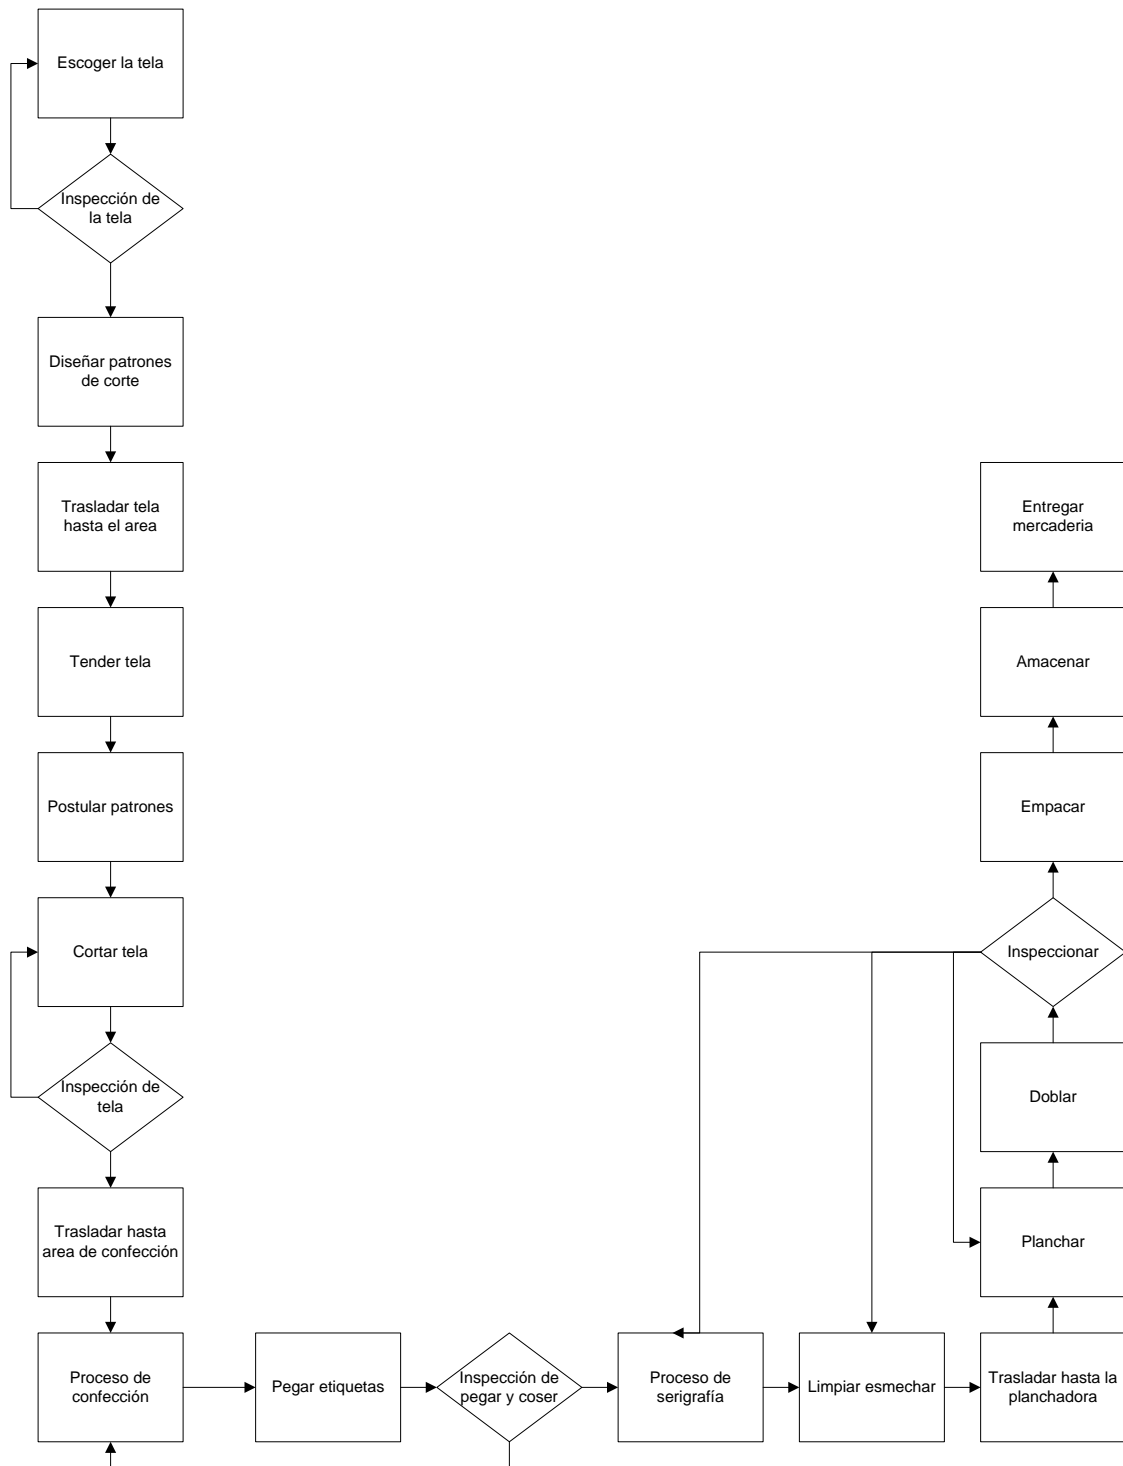 Escoger la tela
Inspección de
la tela
Diseñar patrones
de corte
Trasladar tela
hasta el area
Tender tela
Postular patrones
Cortar tela
Inspección de
tela
Trasladar hasta
area de confección
Proceso de
confección
Pegar etiquetas
Inspección de
pegar y coser
Proceso de
serigrafía
Limpiar esmechar
Trasladar hasta la
planchadora
Planchar
Doblar
Inspeccionar
Empacar
Amacenar
Entregar
mercaderia